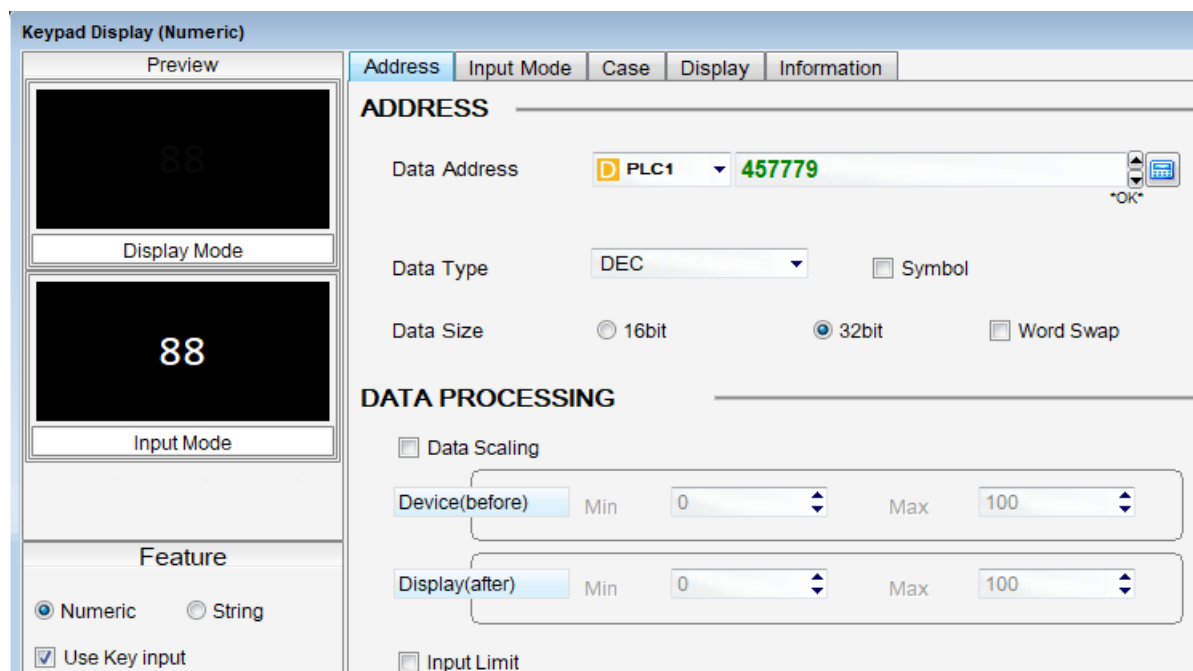 Keypad Display (Numeric)
Preview
88
Display Mode
88
Input Mode
Feature
Numeric String
Use Key input
Address Input Mode Case Display Information
ADDRESS
Data Address D PLC1 457779
*OK*
Data Type DEC Symbol
Data Size 16bit 32bit Word Swap
DATA PROCESSING
Data Scaling
Device(before) Min 0 Max 100
Display(after) Min 0 Max 100
Input Limit